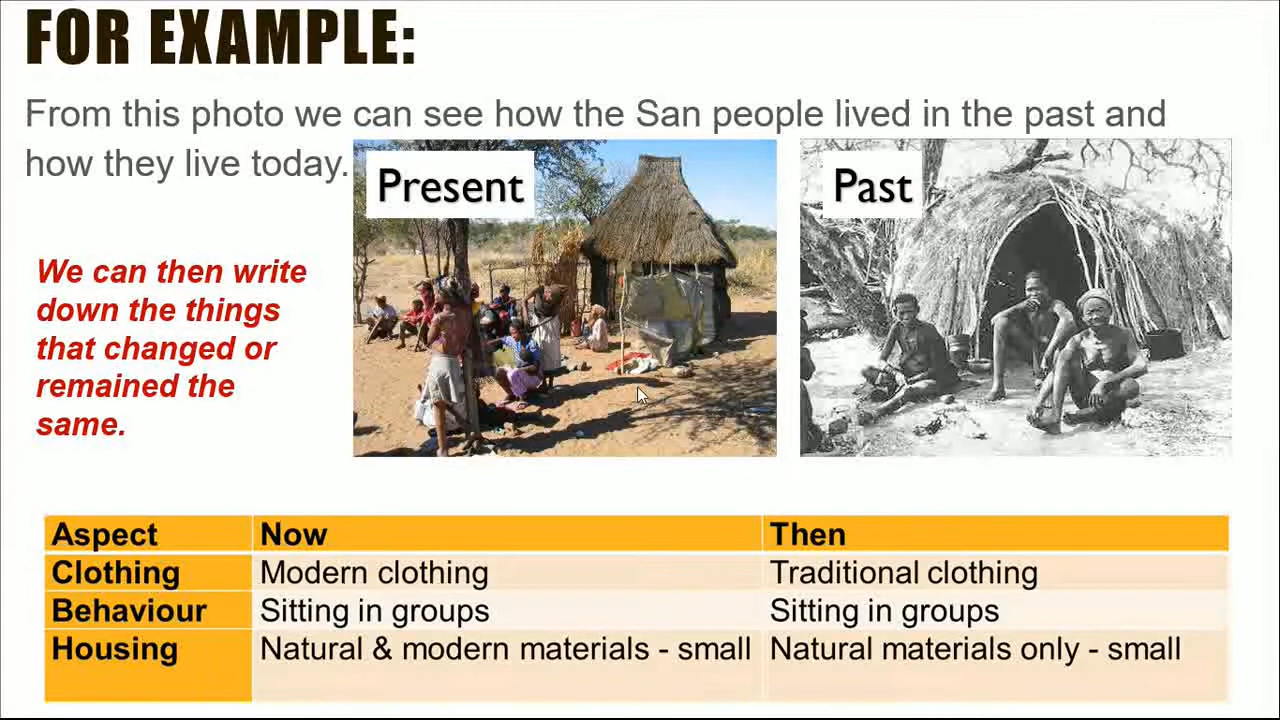 FOR EXAMPLE:
From this photo we can see how the San people lived in the past and
how they live today.
Present
Past
We can then write
down the things
that changed or
remained the
same.
Aspect Now Then
Clothing Modern clothing Traditional clothing
Behaviour Sitting in groups Sitting in groups
Housing Natural & modern materials - small Natural materials only - small